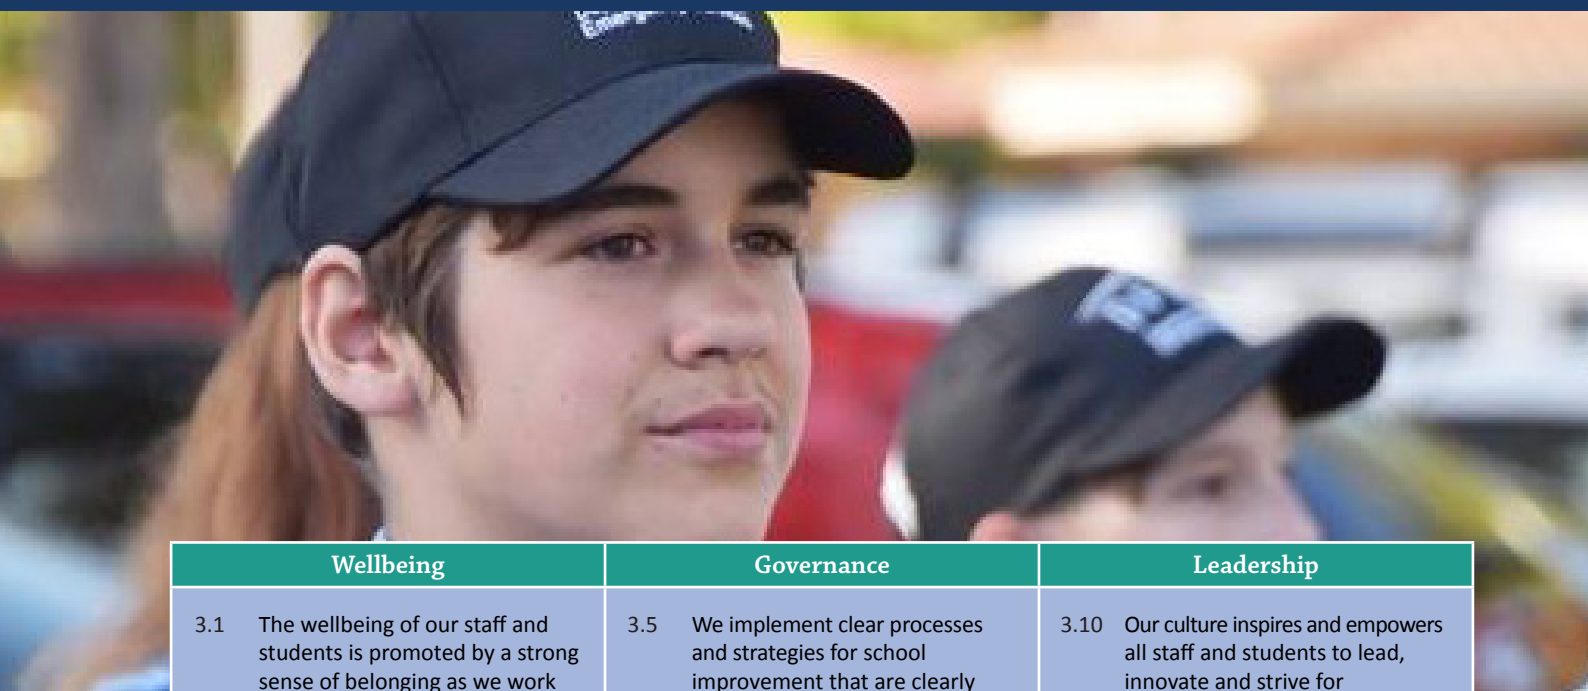 Wellbeing
3.1 The wellbeing of our staff and
students is promoted by a strong
sense of belonging as we work
Governance
3.5 We implement clear processes
and strategies for school
improvement that are clearly
Leadership
3.10 Our culture inspires and empowers
all staff and students to lead,
innovate and strive for